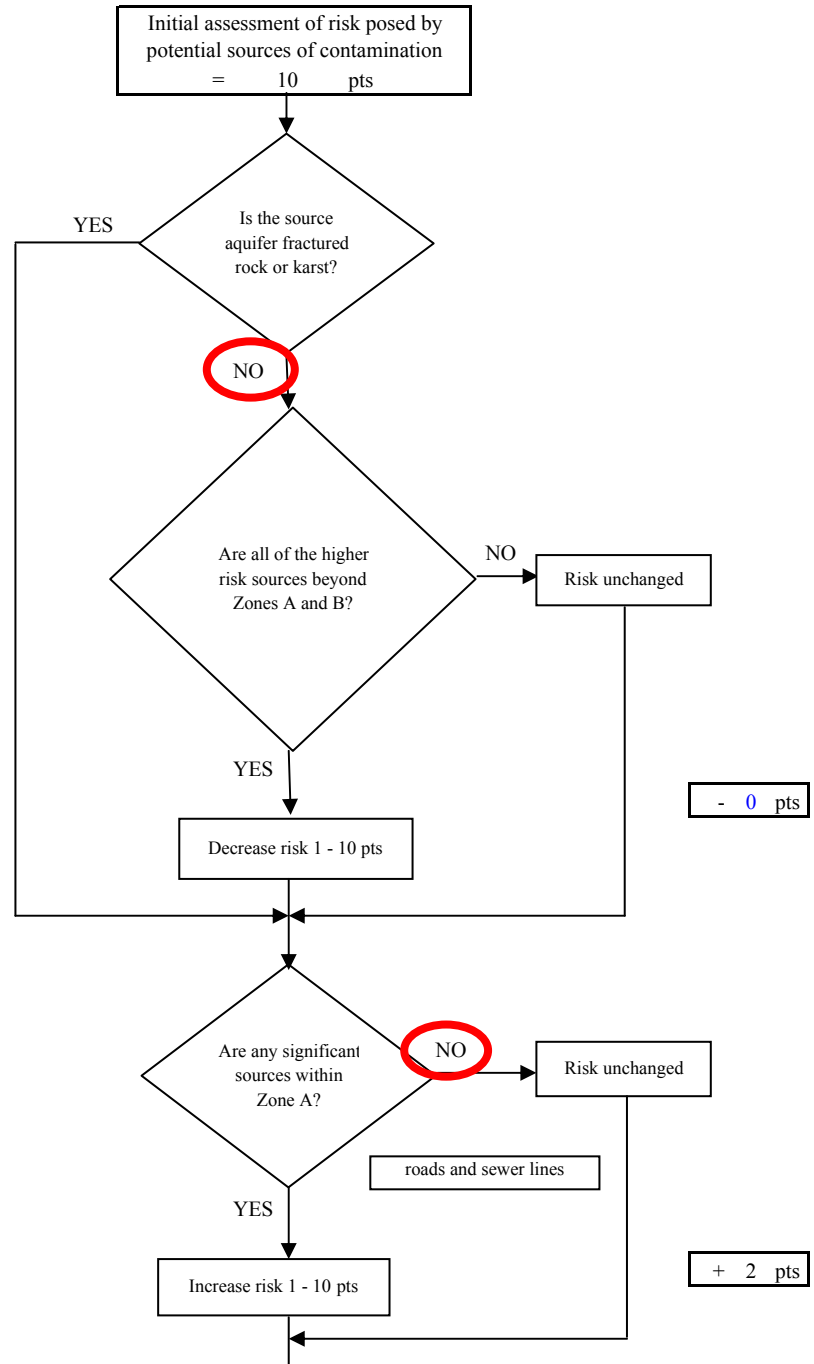 Initial assessment of risk posed by
potential sources of contamination
= 10 pts
YES
Is the source
aquifer fractured
rock or karst?
NO
Are all of the higher
risk sources beyond
Zones A and B?
NO
Risk unchanged
YES
- 0 pts
Decrease risk 1 - 10 pts
Are any significant
sources within
Zone A?
NO
Risk unchanged
roads and sewer lines
YES
+ 2 pts
Increase risk 1 - 10 pts